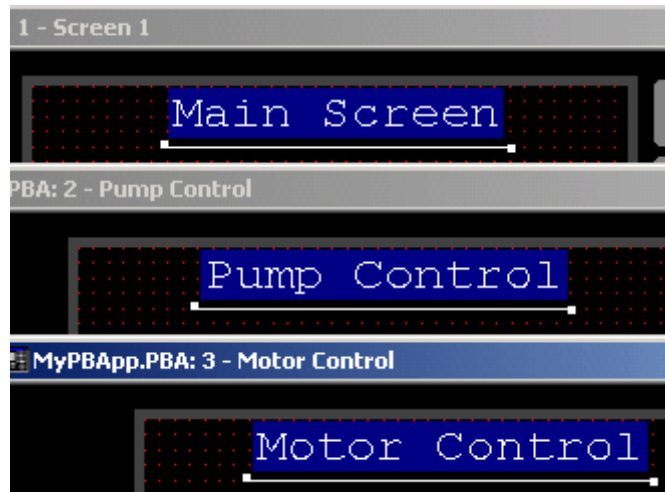 1 - Screen 1
Main Screen
PBA: 2 - Pump Control
Pump Control
MyPBApp.PBA: 3 - Motor Control
Motor Control